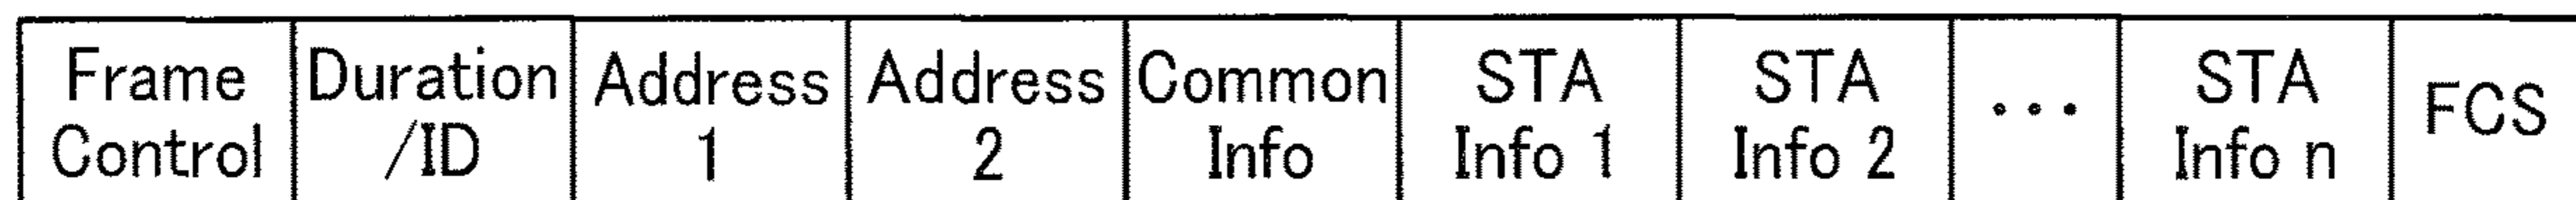 Frame Control
Duration /ID
Address 1
Address 2
Common Info
STA Info 1
STA Info 2
...
STA Info n
FCS